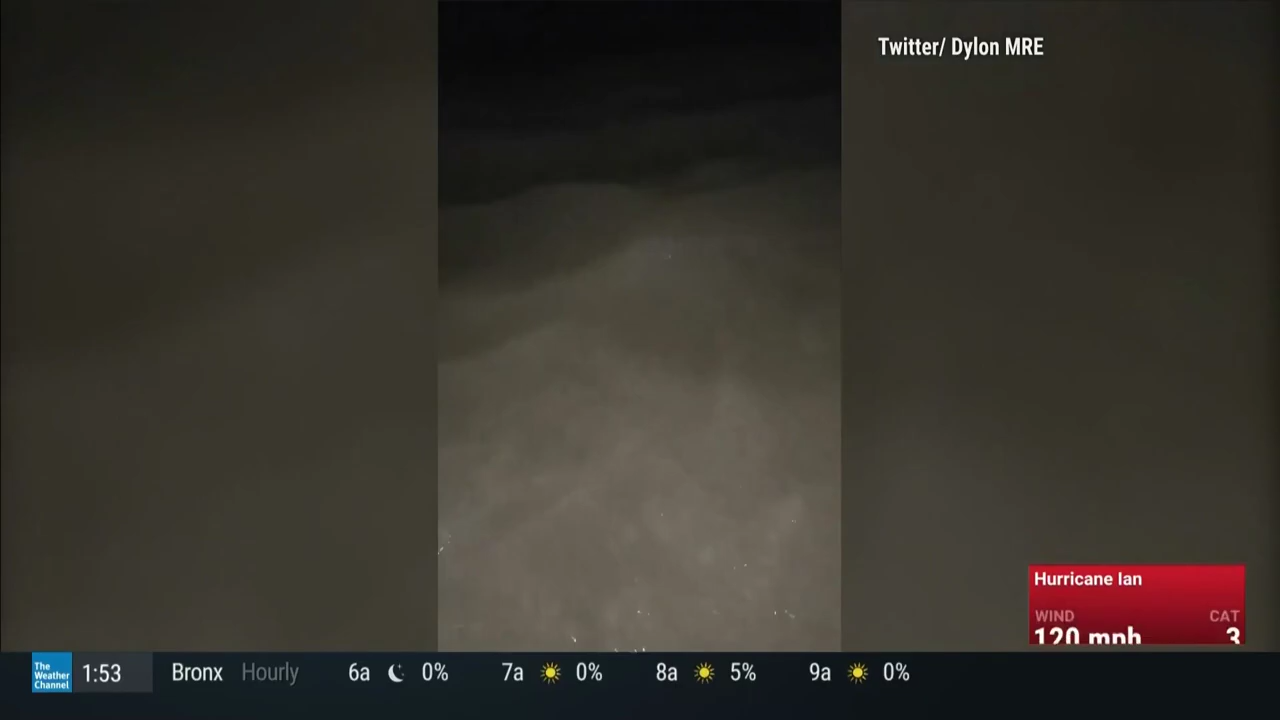 Twitter/ Dylon MRE
Hurricane Ian
WIND CAT
120 mph 3
The Weather Channel
1:53 Bronx Hourly 6a 0% 7a 0% 8a 5% 9a 0%